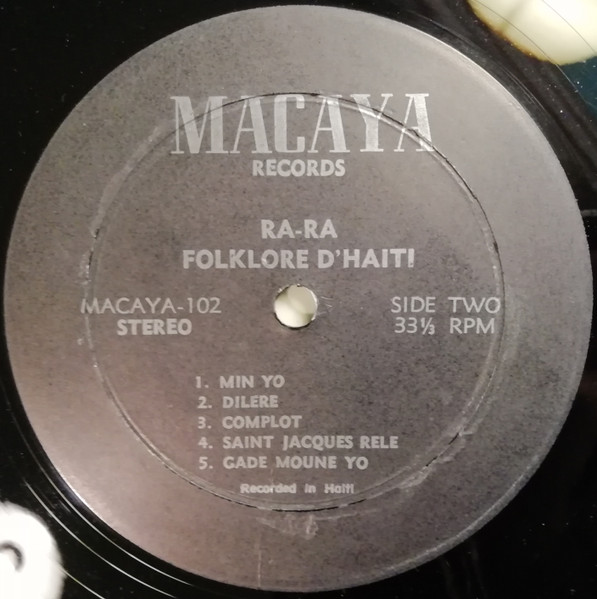 MACAYA
RECORDS
RA-RA
FOLKLORE D'HAITI
MACAYA-102
STEREO
SIDE TWO
33⅓ RPM
1. MIN YO
2. DILERE
3. COMPLOT
4. SAINT JACQUES RELE
5. GADE MOUNE YO
Recorded in Haiti